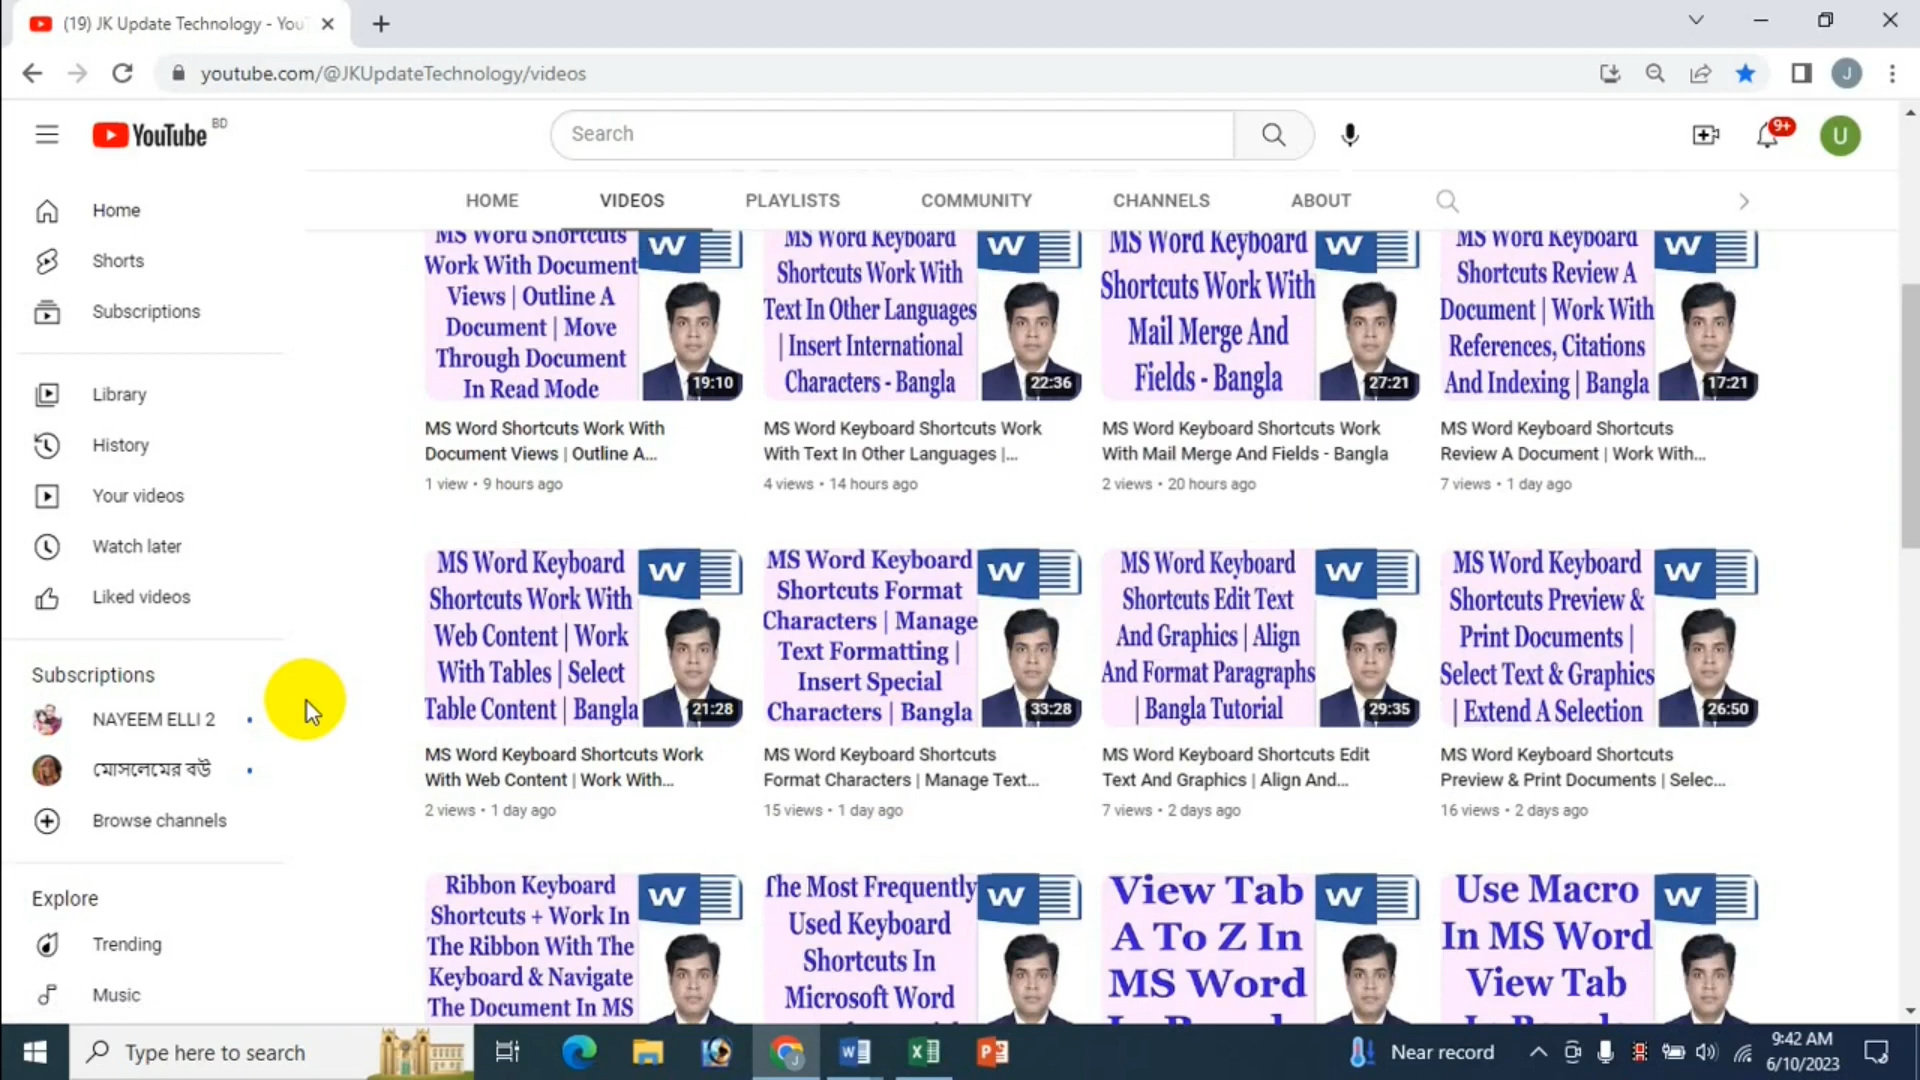 (19) JK Update Technology - You
youtube.com/@JKUpdateTechnology/videos
YouTube BD
Search
9+
U
J
HOME
VIDEOS
PLAYLISTS
COMMUNITY
CHANNELS
ABOUT
Home
Shorts
Subscriptions
Library
History
Your videos
Watch later
Liked videos
Subscriptions
NAYEEM ELLI 2
মোসলেমের বউ
Browse channels
Explore
Trending
Music
MS Word Shortcuts
Work With Document
Views | Outline A
Document | Move
Through Document
In Read Mode
W
19:10
MS Word Shortcuts Work With
Document Views | Outline A...
1 view • 9 hours ago
MS Word Keyboard
Shortcuts Work With
Text In Other Languages
| Insert International
Characters - Bangla
W
22:36
MS Word Keyboard Shortcuts Work
With Text In Other Languages |...
4 views • 14 hours ago
MS Word Keyboard
Shortcuts Work With
Mail Merge And
Fields - Bangla
W
27:21
MS Word Keyboard Shortcuts Work
With Mail Merge And Fields - Bangla
2 views • 20 hours ago
MS Word Keyboard
Shortcuts Review A
Document | Work With
References, Citations
And Indexing | Bangla
W
17:21
MS Word Keyboard Shortcuts
Review A Document | Work With...
7 views • 1 day ago
MS Word Keyboard
Shortcuts Work With
Web Content | Work
With Tables | Select
Table Content | Bangla
W
21:28
MS Word Keyboard Shortcuts Work
With Web Content | Work With...
2 views • 1 day ago
MS Word Keyboard
Shortcuts Format
Characters | Manage
Text Formatting |
Insert Special
Characters | Bangla
W
33:28
MS Word Keyboard Shortcuts
Format Characters | Manage Text...
15 views • 1 day ago
MS Word Keyboard
Shortcuts Edit Text
And Graphics | Align
And Format Paragraphs
| Bangla Tutorial
W
29:35
MS Word Keyboard Shortcuts Edit
Text And Graphics | Align And...
7 views • 2 days ago
MS Word Keyboard
Shortcuts Preview &
Print Documents |
Select Text & Graphics
| Extend A Selection
W
26:50
MS Word Keyboard Shortcuts
Preview & Print Documents | Selec...
16 views • 2 days ago
Ribbon Keyboard
Shortcuts + Work In
The Ribbon With The
Keyboard & Navigate
The Document In MS
W
The Most Frequently
Used Keyboard
Shortcuts In
Microsoft Word
W
View Tab
A To Z In
MS Word
W
Use Macro
In MS Word
View Tab
W
Type here to search
Near record
9:42 AM
6/10/2023